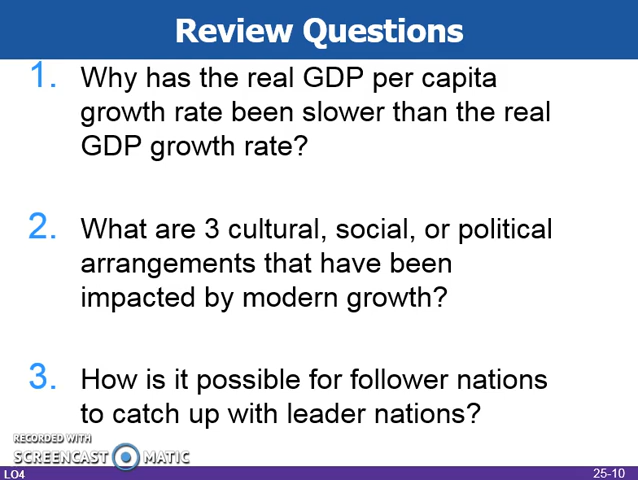 Review Questions
1. Why has the real GDP per capita
growth rate been slower than the real
GDP growth rate?
2. What are 3 cultural, social, or political
arrangements that have been
impacted by modern growth?
3. How is it possible for follower nations
to catch up with leader nations?
RECORDED WITH
SCREENCAST MATIC
LO4
25-10